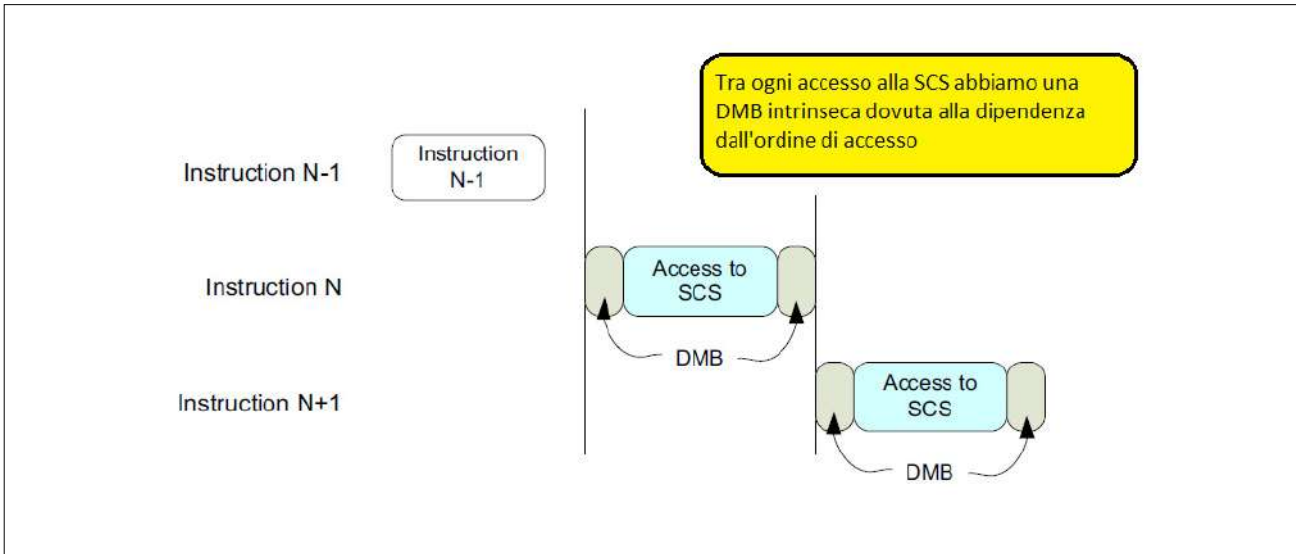 Tra ogni accesso alla SCS abbiamo una
DMB intrinseca dovuta alla dipendenza
dall'ordine di accesso
Instruction N-1
Instruction
N-1
Instruction N
Access to
SCS
DMB
Instruction N+1
Access to
SCS
DMB